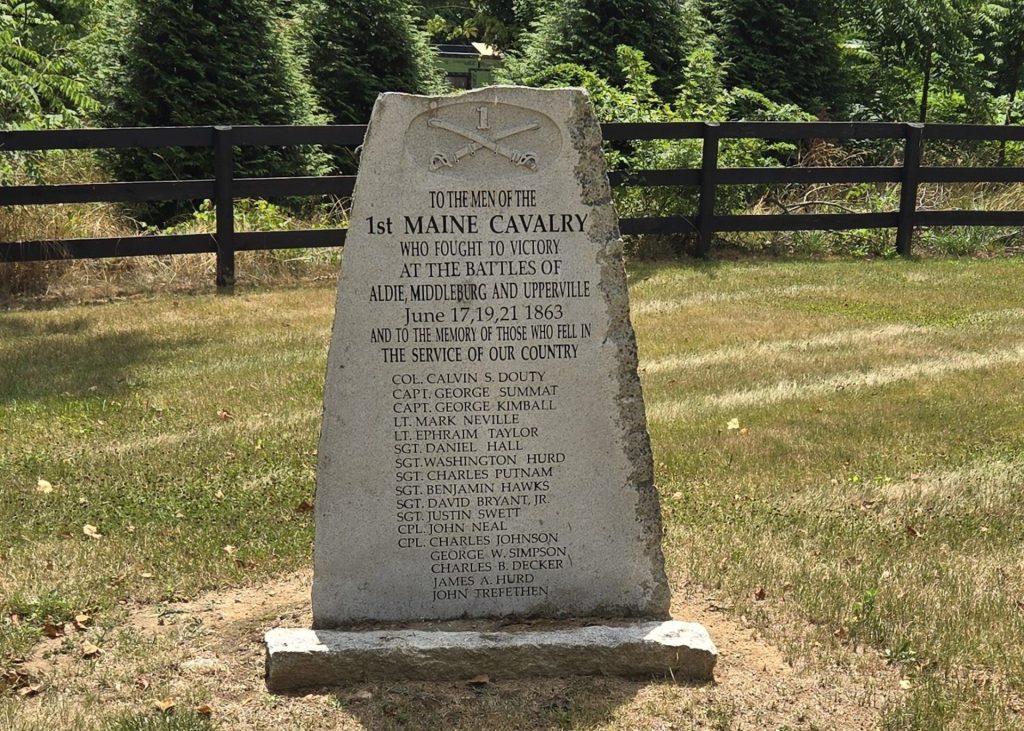 1
TO THE MEN OF THE
1st MAINE CAVALRY
WHO FOUGHT TO VICTORY
AT THE BATTLES OF
ALDIE, MIDDLEBURG AND UPPERVILLE
June 17,19,21 1863
AND TO THE MEMORY OF THOSE WHO FELL IN
THE SERVICE OF OUR COUNTRY
COL. CALVIN S. DOUTY
CAPT. GEORGE SUMMAT
CAPT. GEORGE KIMBALL
LT. MARK NEVILLE
LT. EPHRAIM TAYLOR
SGT. DANIEL HALL
SGT. WASHINGTON HURD
SGT. CHARLES PUTNAM
SGT. BENJAMIN HAWKS
SGT. DAVID BRYANT, JR.
SGT. JUSTIN SWETT
CPL. JOHN NEAL
CPL. CHARLES JOHNSON
GEORGE W. SIMPSON
CHARLES B. DECKER
JAMES A. HURD
JOHN TREFETHEN